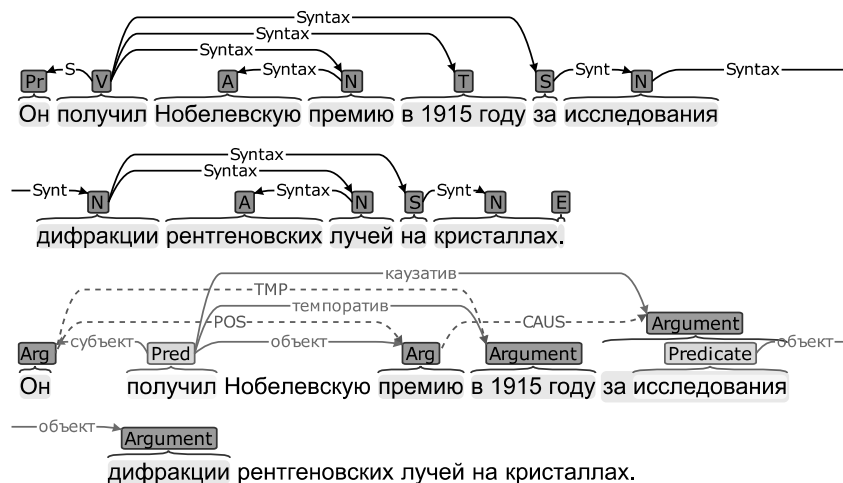 Syntax
Syntax
Syntax
S Syntax Synt Syntax
Pr V A N T S N
Он получил Нобелевскую премию в 1915 году за исследования
Syntax
Syntax
Synt Syntax Synt
N A N S N E
дифракции рентгеновских лучей на кристаллах.
каузатив
TMP
темпоратив
POS CAUS
субъект объект объект
Arg Pred Arg Argument Argument Predicate
Он получил Нобелевскую премию в 1915 году за исследования
объект
Argument
дифракции рентгеновских лучей на кристаллах.